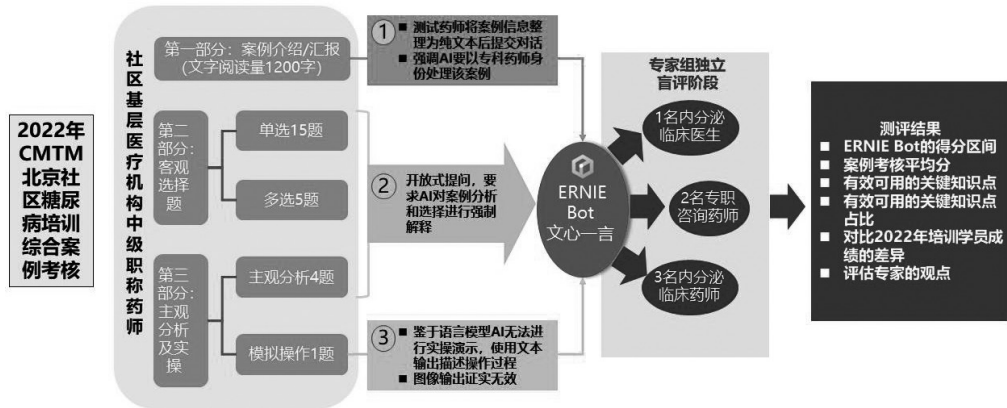 2022年
CMTM
北京社
区糖尿
病培训
综合案
例考核
社区基层医疗机构中级职称药师
第一部分：案例介绍/汇报
(文字阅读量1200字)
第二
部分：
客观
选择
题
单选15题
多选5题
第三
部分：
主观
分析
及实
操
主观分析4题
模拟操作1题
①
■ 测试药师将案例信息整
理为纯文本后提交对话
■ 强调AI要以专科药师身
份处理该案例
②
开放式提问，要
求AI对案例分析
和选择进行强制
解释
③
■ 鉴于语言模型AI无法进
行实操演示，使用文本
输出描述操作过程
■ 图像输出证实无效
ERNIE
Bot
文心一言
专家组独立
盲评阶段
1名内分泌
临床医生
2名专职
咨询药师
3名内分泌
临床药师
测评结果
■ ERNIE Bot的得分区间
■ 案例考核平均分
■ 有效可用的关键知识点
■ 有效可用的关键知识点
占比
■ 对比2022年培训学员成
绩的差异
■ 评估专家的观点